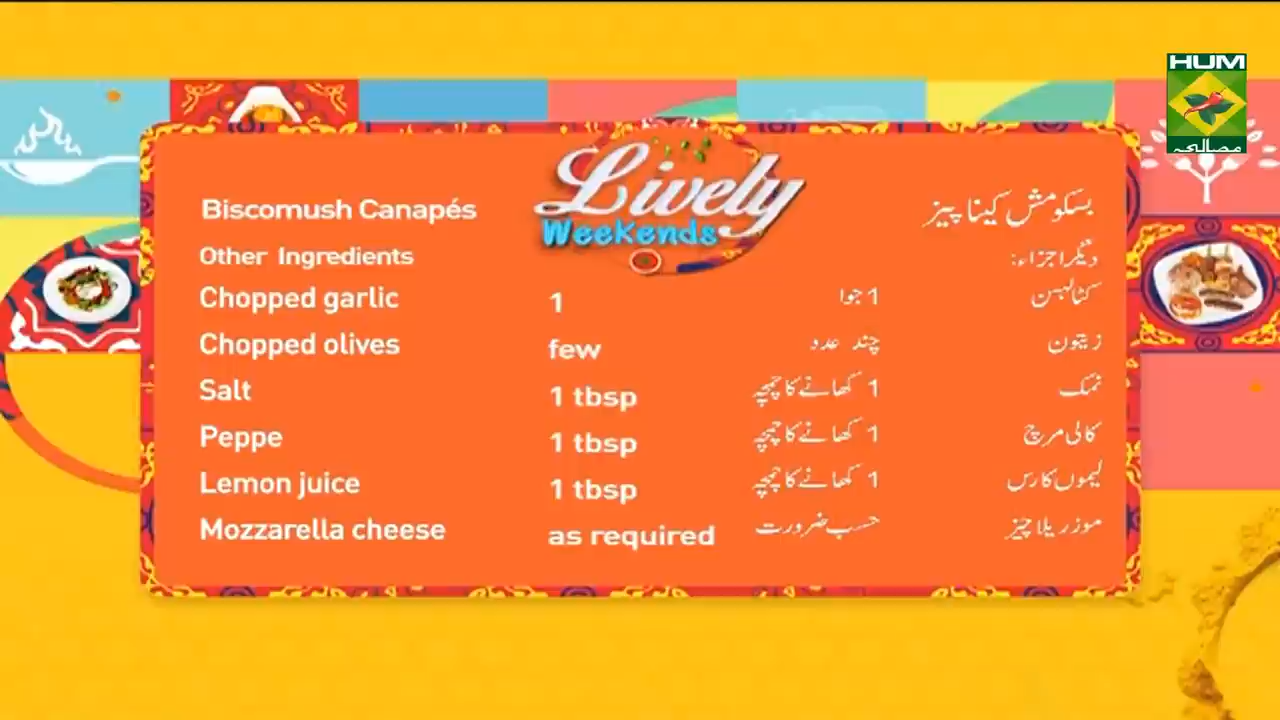 HUM
مصالحہ
Lively
Weekends
Biscomush Canapés بسکومش کیناپیز
Other Ingredients دیگر اجزاء:
Chopped garlic 1 1 جوا کٹا لہسن
Chopped olives few چند عدد زیتون
Salt 1 tbsp 1 کھانے کا چمچہ نمک
Peppe 1 tbsp 1 کھانے کا چمچہ کالی مرچ
Lemon juice 1 tbsp 1 کھانے کا چمچہ لیموں کا رس
Mozzarella cheese as required حسب ضرورت موزریلا چیز